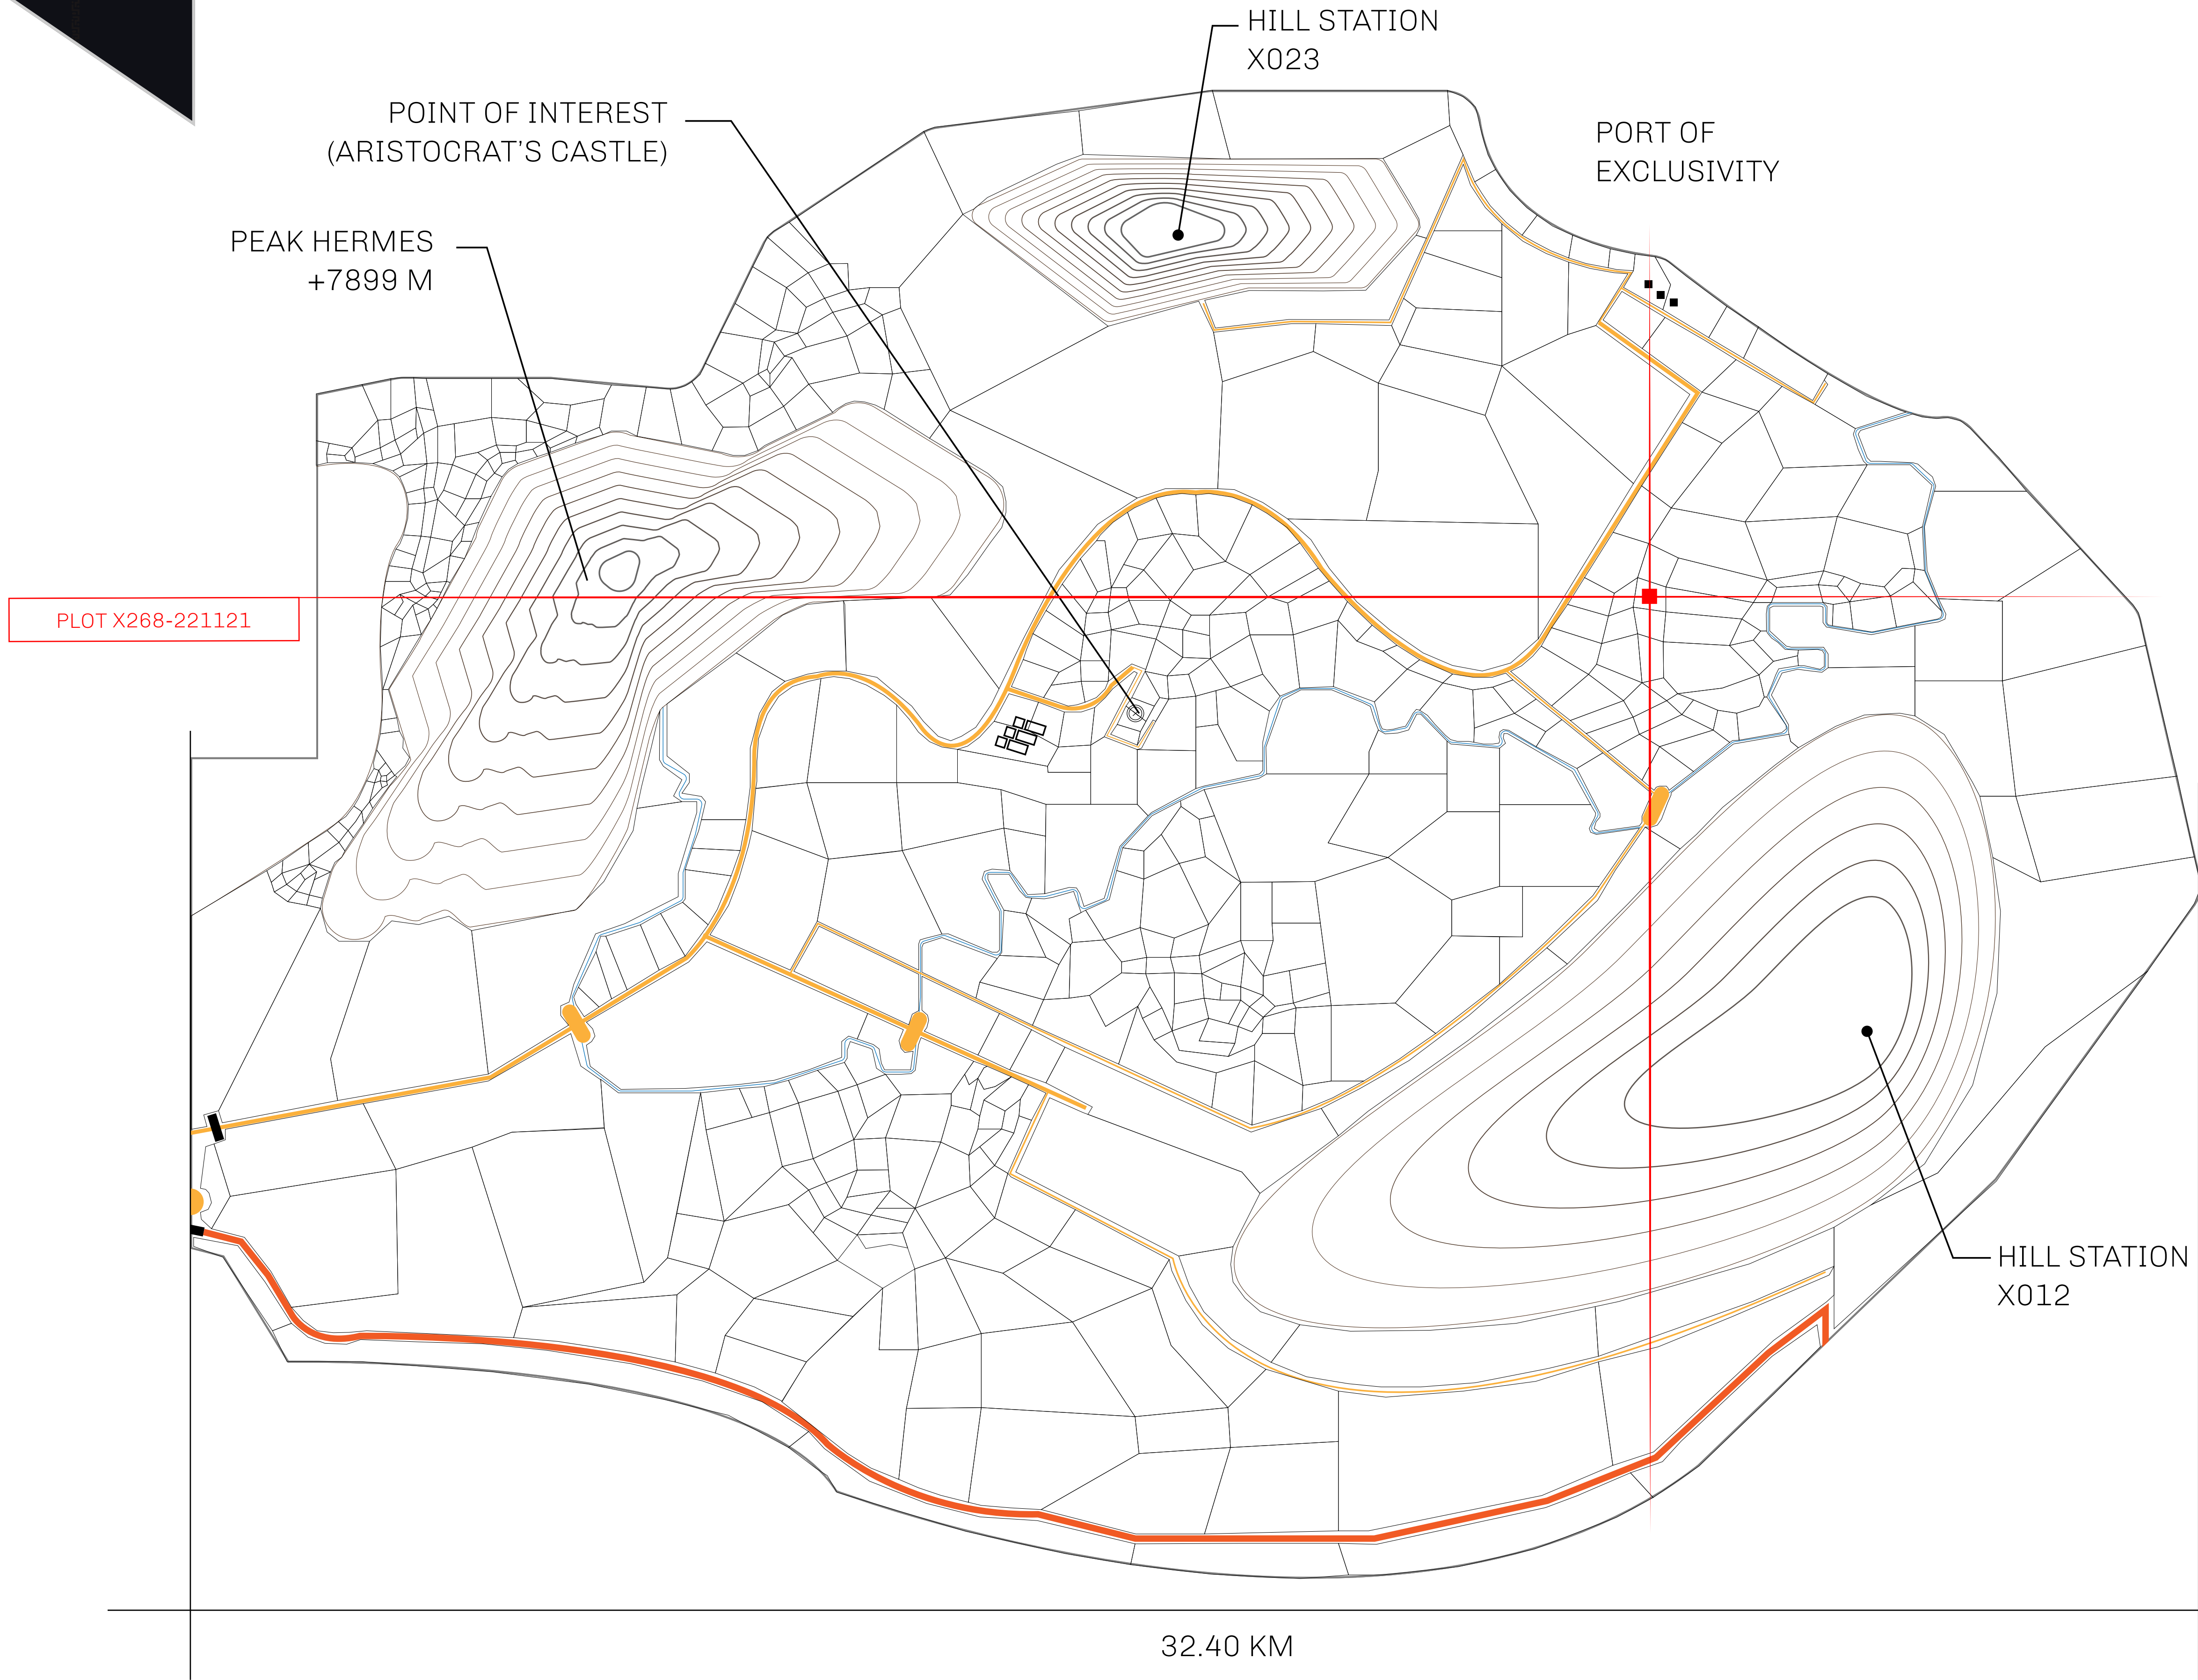 HILL STATION
X023
POINT OF INTEREST
(ARISTOCRAT'S CASTLE)
PORT OF
EXCLUSIVITY
PEAK HERMES
+7899 M
PLOT X268-221121
HILL STATION
X012
32.40 KM